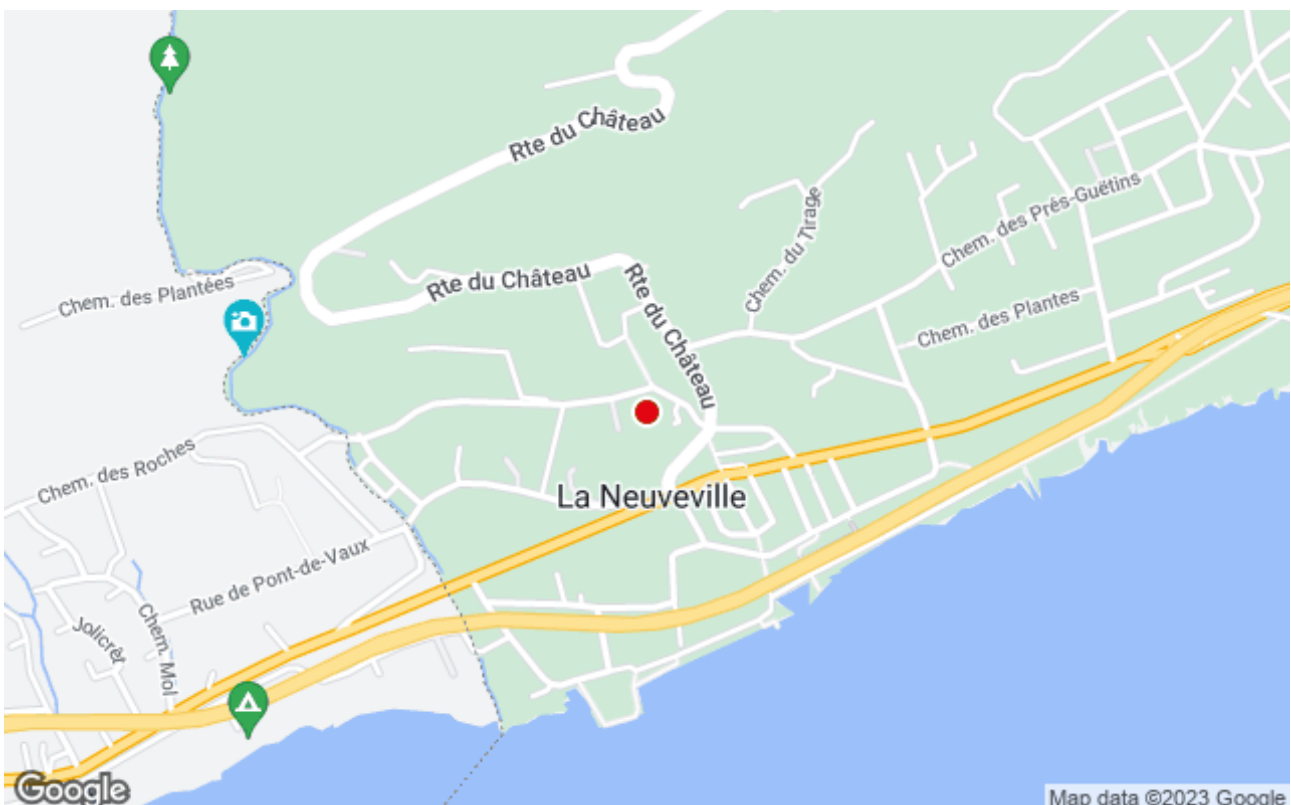 Rte du Château
Chem. des Prés-Guëtins
Chem. du Tirage
Chem. des Plantées
Rte du Château
Rte du Château
Chem. des Plantes
Chem. des Roches
La Neuveville
Rue de Pont-de-Vaux
Jolicrêt
Chem. Mol
Google
Map data ©2023 Google